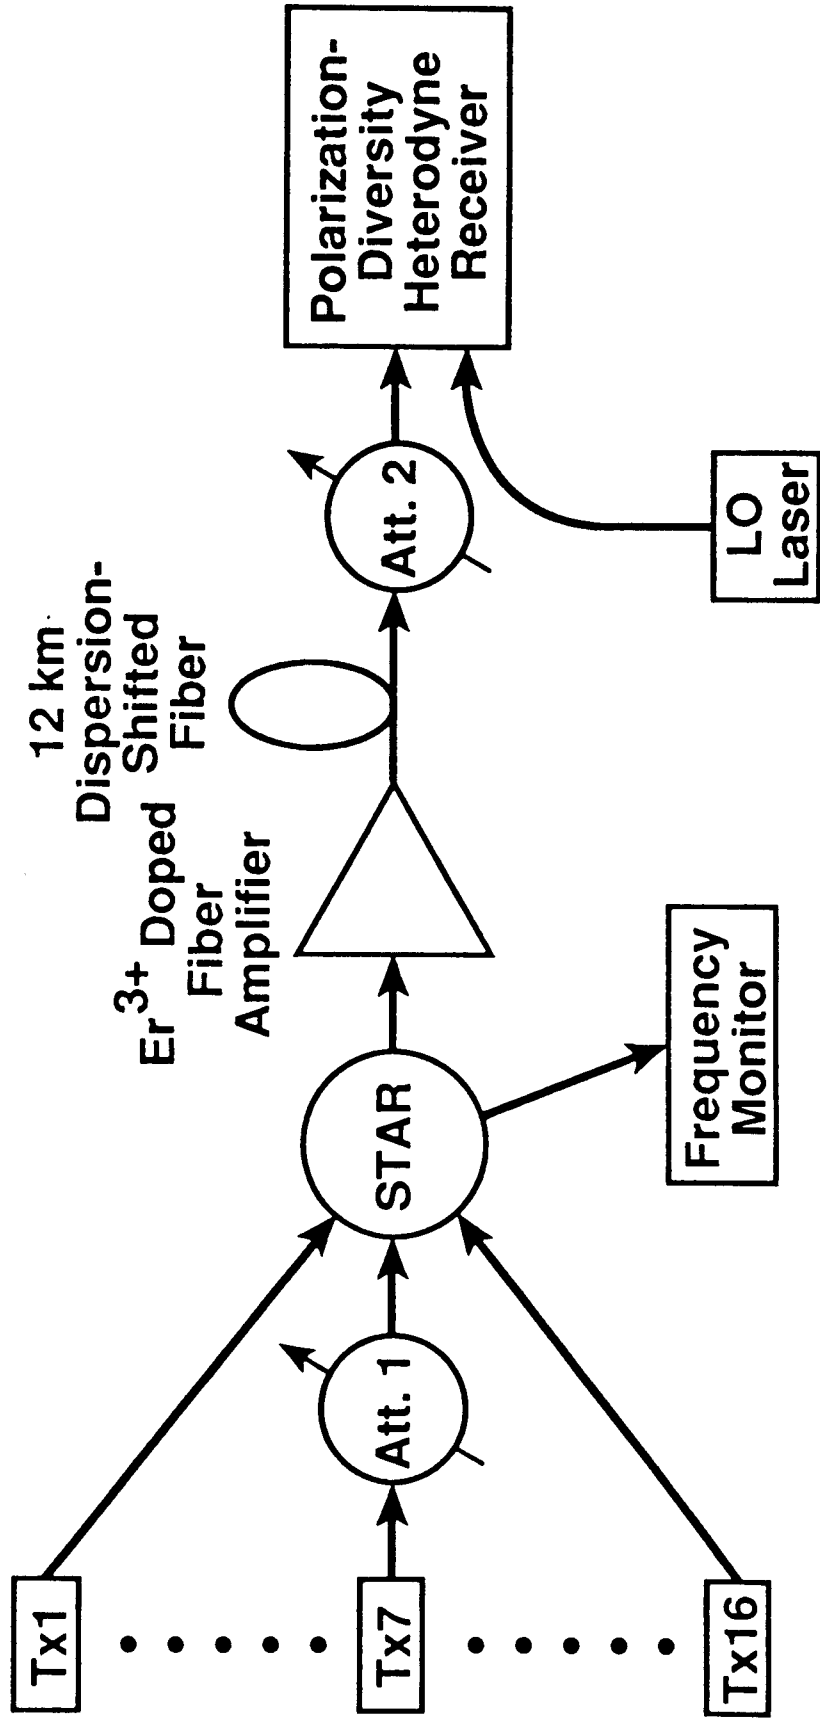 Tx1
Tx7
Tx16
Att. 1
STAR
Frequency
Monitor
Er3+ Doped
Fiber
Amplifier
12 km
Dispersion-
Shifted
Fiber
Att. 2
LO
Laser
Polarization-
Diversity
Heterodyne
Receiver